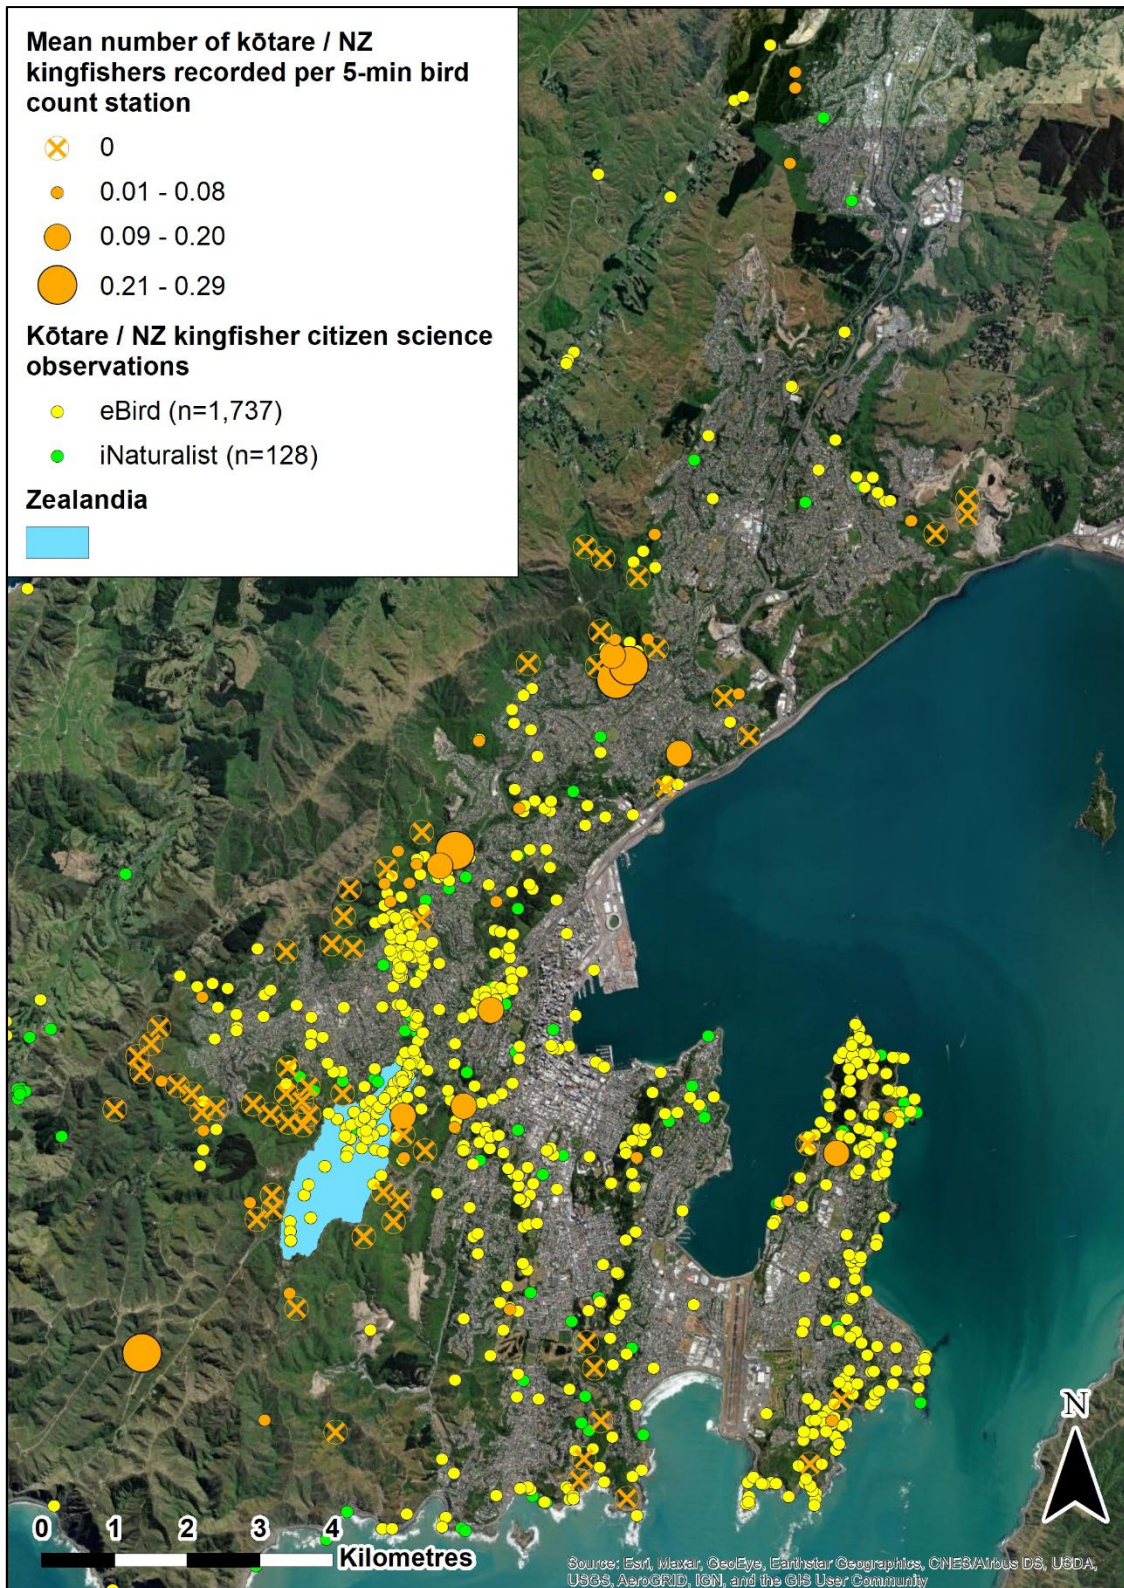 Mean number of kōtare / NZ
kingfishers recorded per 5-min bird
count station
0
0.01 - 0.08
0.09 - 0.20
0.21 - 0.29
Kōtare / NZ kingfisher citizen science
observations
eBird (n=1,737)
iNaturalist (n=128)
Zealandia
N
0 1 2 3 4
Kilometres
Source: Esri, Maxar, GeoEye, Earthstar Geographics, CNES/Airbus DS, USDA,
USGS, AeroGRID, IGN, and the GIS User Community